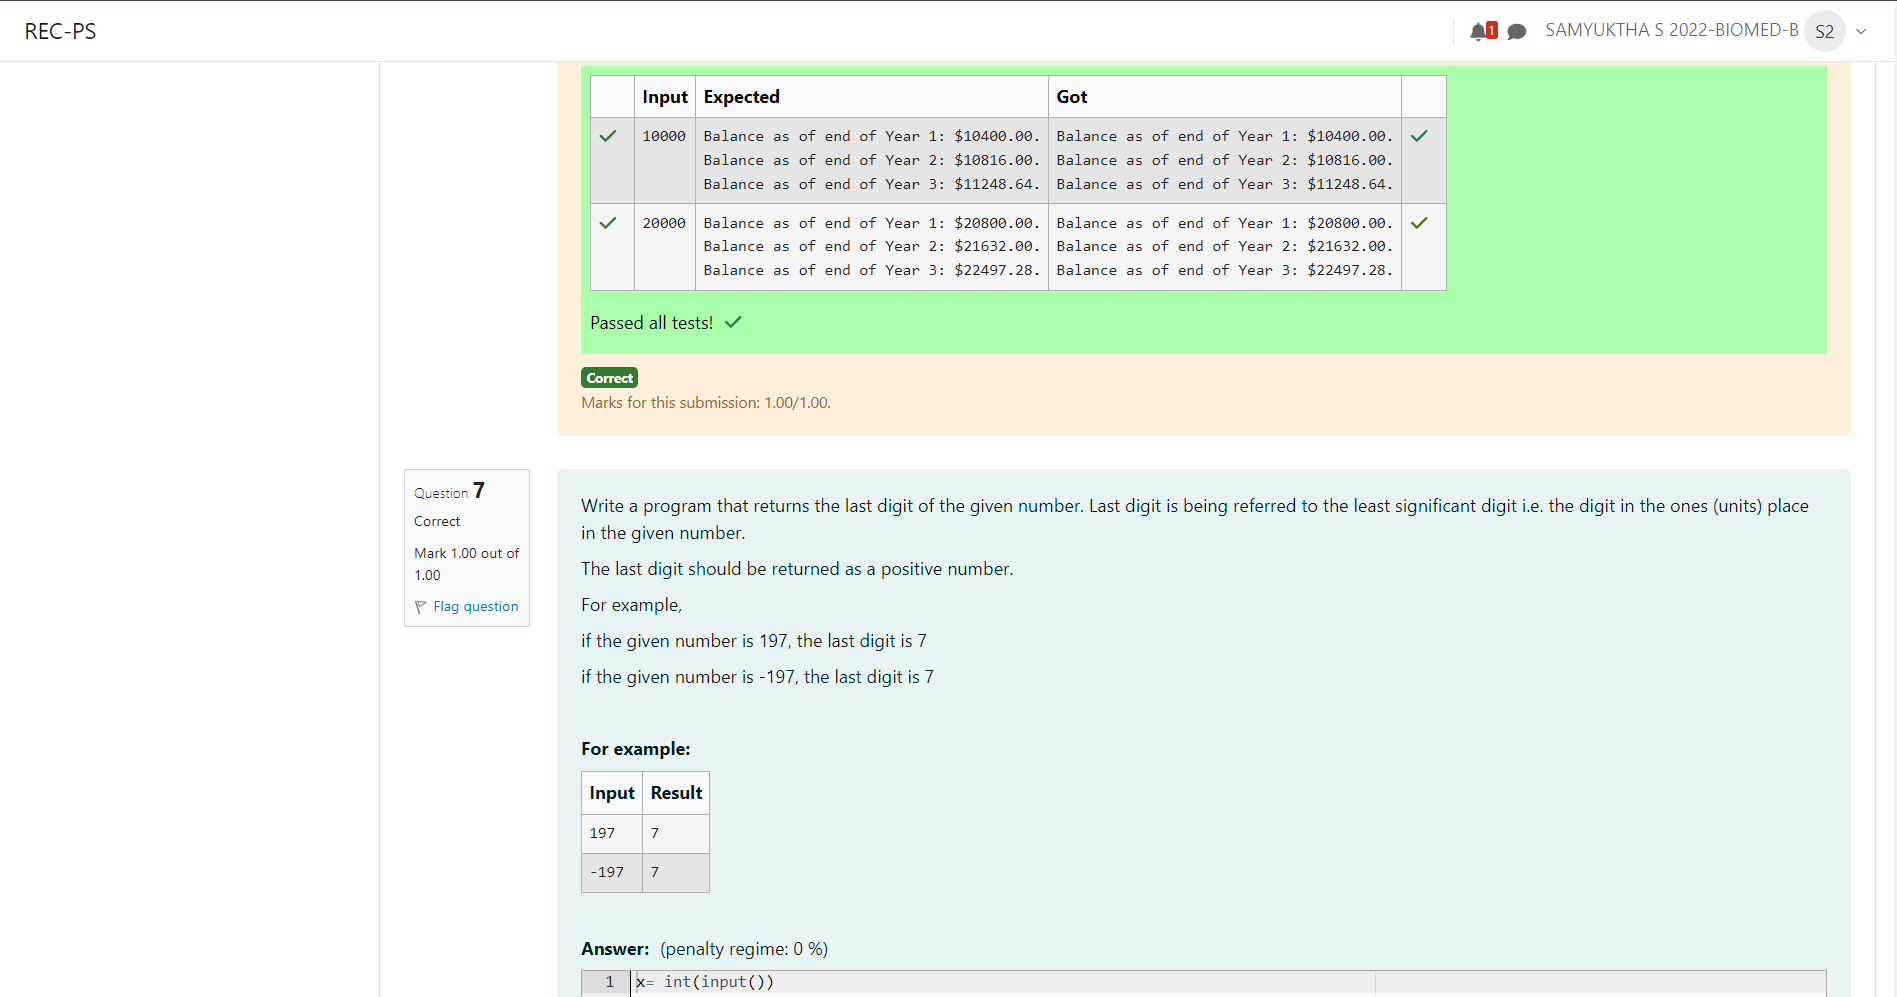 REC-PS
1
SAMYUKTHA S 2022-BIOMED-B S2
Input Expected Got
10000 Balance as of end of Year 1: $10400.00. Balance as of end of Year 1: $10400.00.
Balance as of end of Year 2: $10816.00. Balance as of end of Year 2: $10816.00.
Balance as of end of Year 3: $11248.64. Balance as of end of Year 3: $11248.64.
20000 Balance as of end of Year 1: $20800.00. Balance as of end of Year 1: $20800.00.
Balance as of end of Year 2: $21632.00. Balance as of end of Year 2: $21632.00.
Balance as of end of Year 3: $22497.28. Balance as of end of Year 3: $22497.28.
Passed all tests!
Correct
Marks for this submission: 1.00/1.00.
Question 7
Correct
Mark 1.00 out of
1.00
Flag question
Write a program that returns the last digit of the given number. Last digit is being referred to the least significant digit i.e. the digit in the ones (units) place
in the given number.
The last digit should be returned as a positive number.
For example,
if the given number is 197, the last digit is 7
if the given number is -197, the last digit is 7
For example:
Input Result
197 7
-197 7
Answer: (penalty regime: 0 %)
1 x= int(input())